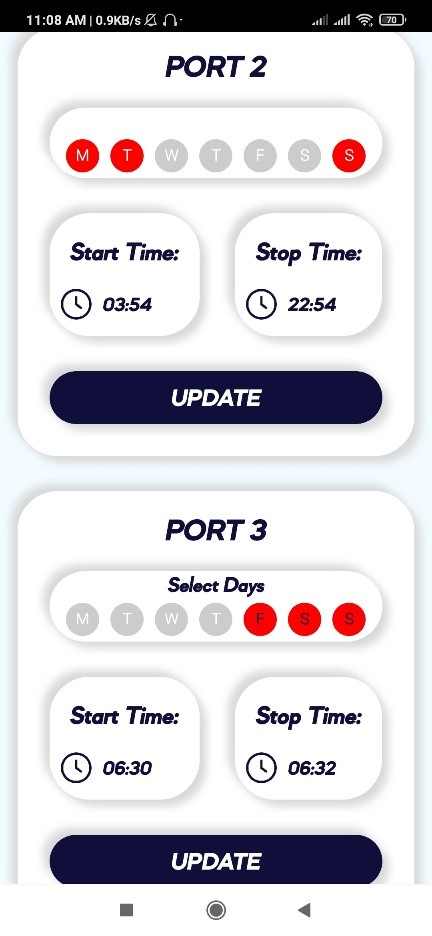 11:08 AM | 0.9KB/s 70
PORT 2
M T W T F S S
Start Time: Stop Time:
03:54 22:54
UPDATE
PORT 3
Select Days
M T W T F S S
Start Time: Stop Time:
06:30 06:32
UPDATE